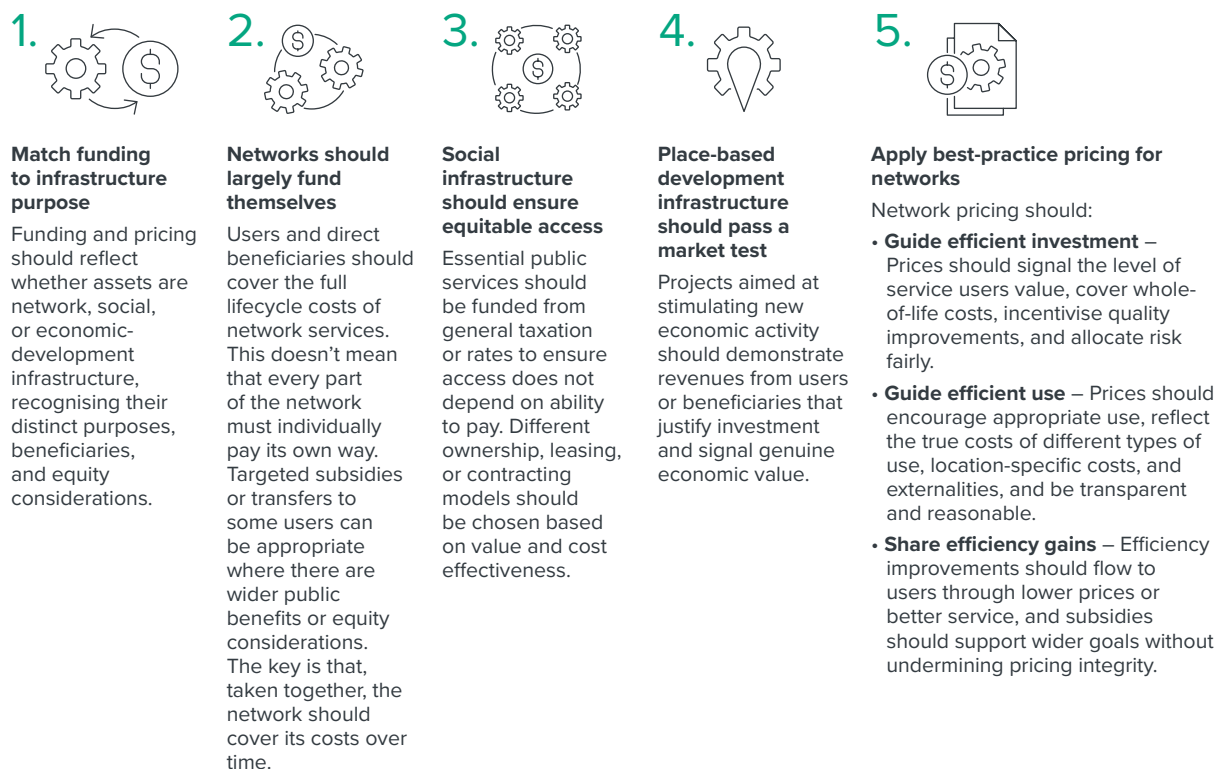 1.
Match funding
to infrastructure
purpose
Funding and pricing
should reflect
whether assets are
network, social,
or economic-
development
infrastructure,
recognising their
distinct purposes,
beneficiaries,
and equity
considerations.
2.
$
Networks should
largely fund
themselves
Users and direct
beneficiaries should
cover the full
lifecycle costs of
network services.
This doesn’t mean
that every part
of the network
must individually
pay its own way.
Targeted subsidies
or transfers to
some users can
be appropriate
where there are
wider public
benefits or equity
considerations.
The key is that,
taken together, the
network should
cover its costs over
time.
3.
$
Social
infrastructure
should ensure
equitable access
Essential public
services should
be funded from
general taxation
or rates to ensure
access does not
depend on ability
to pay. Different
ownership, leasing,
or contracting
models should
be chosen based
on value and cost
effectiveness.
4.
Place-based
development
infrastructure
should pass a
market test
Projects aimed at
stimulating new
economic activity
should demonstrate
revenues from users
or beneficiaries that
justify investment
and signal genuine
economic value.
5.
$
Apply best-practice pricing for
networks
Network pricing should:
• Guide efficient investment –
Prices should signal the level of
service users value, cover whole-
of-life costs, incentivise quality
improvements, and allocate risk
fairly.
• Guide efficient use – Prices should
encourage appropriate use, reflect
the true costs of different types of
use, location-specific costs, and
externalities, and be transparent
and reasonable.
• Share efficiency gains – Efficiency
improvements should flow to
users through lower prices or
better service, and subsidies
should support wider goals without
undermining pricing integrity.